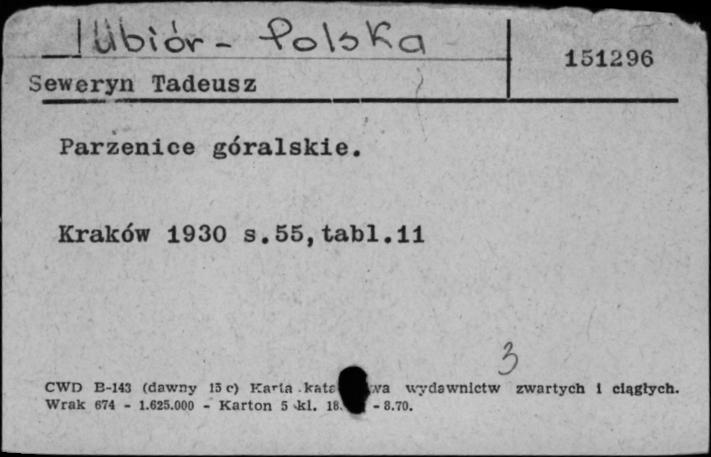 Ubiór - Polska
151296
Seweryn Tadeusz
Parzenice góralskie.
Kraków 1930 s.55,tabl.11
3
CWD B-143 (dawny 15 c) Karta wydawnictw zwartych i ciągłych.
Wrak 674 - 1.625.000 - Karton 5 kl. 18 - 8.70.